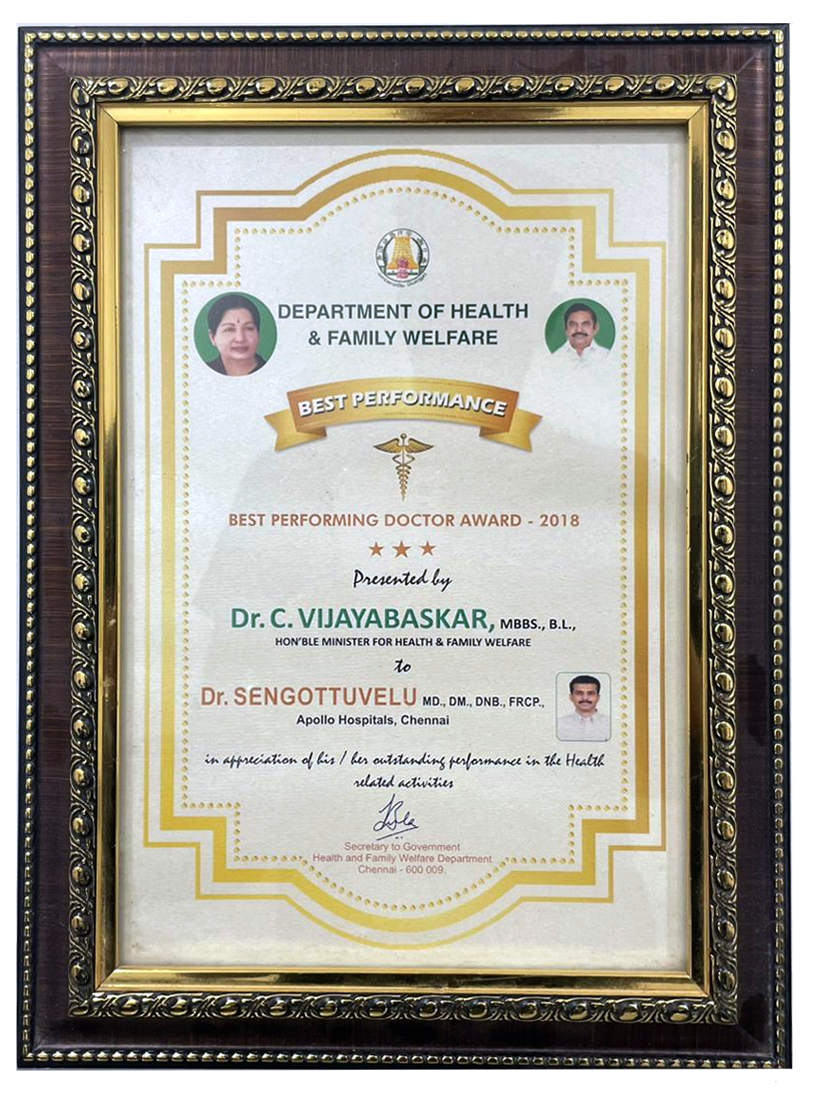 DEPARTMENT OF HEALTH
& FAMILY WELFARE
BEST PERFORMANCE
BEST PERFORMING DOCTOR AWARD - 2018
Presented by
Dr. C. VIJAYABASKAR, MBBS., B.L.,
HON'BLE MINISTER FOR HEALTH & FAMILY WELFARE
to
Dr. SENGOTTUVELU MD., DM., DNB., FRCP.,
Apollo Hospitals, Chennai
in appreciation of his / her outstanding performance in the Health
related activities
Secretary to Government
Health and Family Welfare Department
Chennai - 600 009.